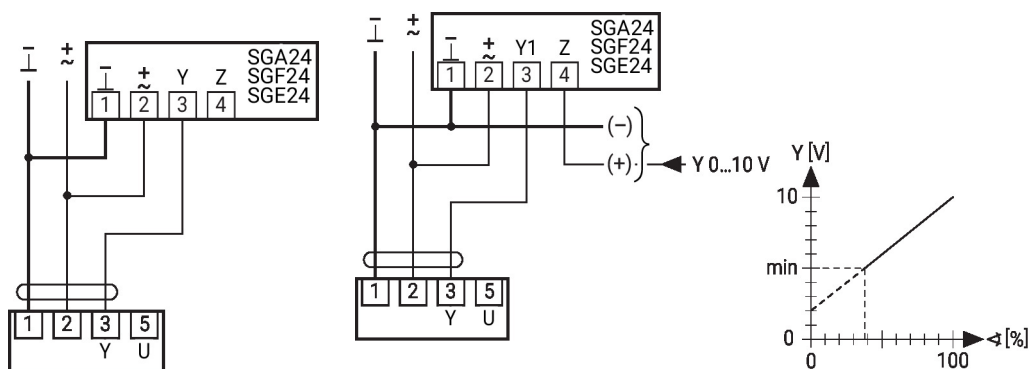 − +
⊥ ~
− + Y Z
⊥ ~
1 2 3 4
SGA24
SGF24
SGE24
1 2 3 5
Y U
− +
⊥ ~
− + Y1 Z
⊥ ~
1 2 3 4
SGA24
SGF24
SGE24
(−)
(+)
Y 0...10 V
1 2 3 5
Y U
Y [V]
10
min
0
0 100
∢ [%]